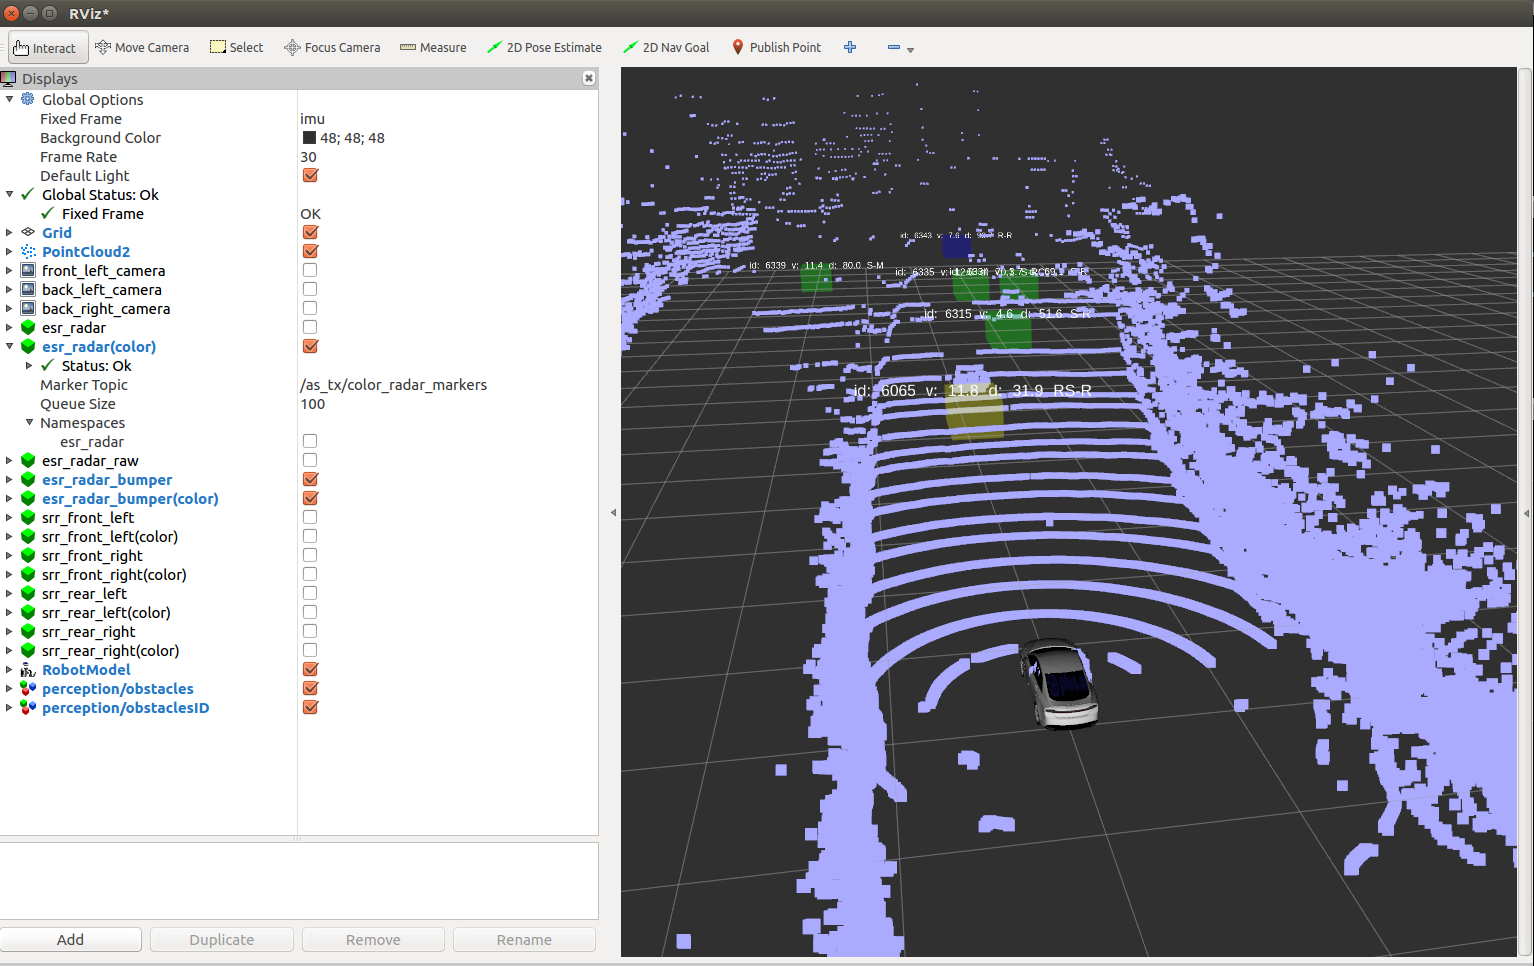 RViz*
Interact Move Camera Select Focus Camera Measure 2D Pose Estimate 2D Nav Goal Publish Point
Displays
Global Options
Fixed Frame imu
Background Color 48; 48; 48
Frame Rate 30
Default Light
Global Status: Ok
Fixed Frame OK
Grid
PointCloud2
front_left_camera
back_left_camera
back_right_camera
esr_radar
esr_radar(color)
Status: Ok
Marker Topic /as_tx/color_radar_markers
Queue Size 100
Namespaces
esr_radar
esr_radar_raw
esr_radar_bumper
esr_radar_bumper(color)
srr_front_left
srr_front_left(color)
srr_front_right
srr_front_right(color)
srr_rear_left
srr_rear_left(color)
srr_rear_right
srr_rear_right(color)
RobotModel
perception/obstacles
perception/obstaclesID
Add Duplicate Remove Rename
id: 6343 v: 7.6 d: R-R
id: 6339 v: 11.4 d: 80.0 S-M
id: 6335 v:
id: 6315 v: 4.6 d: 51.6 S-R
id: 6065 v: 11.8 d: 31.9 RS-R